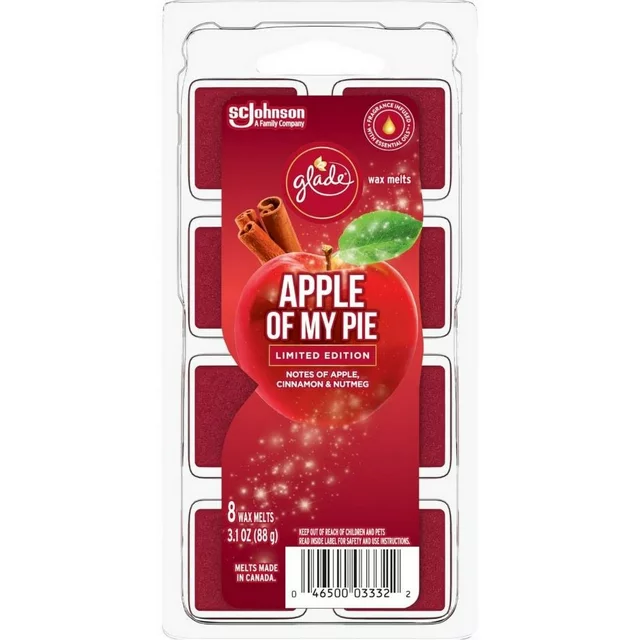 scJohnson
A Family Company
FRAGRANCE INFUSED
WITH ESSENTIAL OILS
glade
wax melts
APPLE
OF MY PIE
LIMITED EDITION
NOTES OF APPLE,
CINNAMON & NUTMEG
8 WAX MELTS
3.1 OZ (88 g)
KEEP OUT OF REACH OF CHILDREN AND PETS
READ INSIDE LABEL FOR SAFETY AND USE INSTRUCTIONS.
MELTS MADE
IN CANADA.
0 46500 03332 2